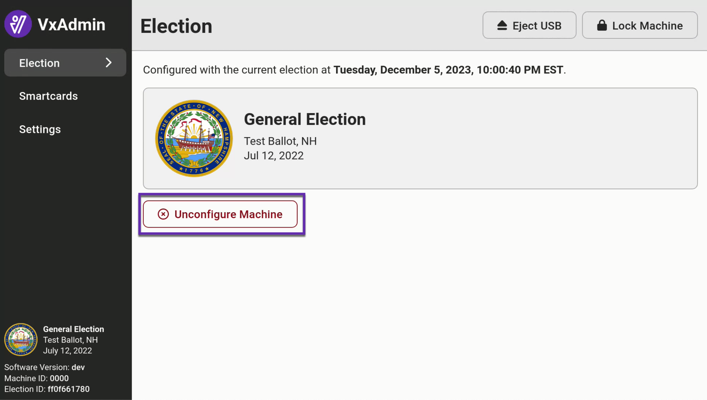 VxAdmin
Election
Smartcards
Settings
General Election
Test Ballot, NH
July 12, 2022
Software Version: dev
Machine ID: 0000
Election ID: ff0f661780
Election
Eject USB
Lock Machine
Configured with the current election at Tuesday, December 5, 2023, 10:00:40 PM EST.
SEAL · OF · THE · STATE · OF · NEW · HAMPSHIRE
1776
General Election
Test Ballot, NH
Jul 12, 2022
Unconfigure Machine